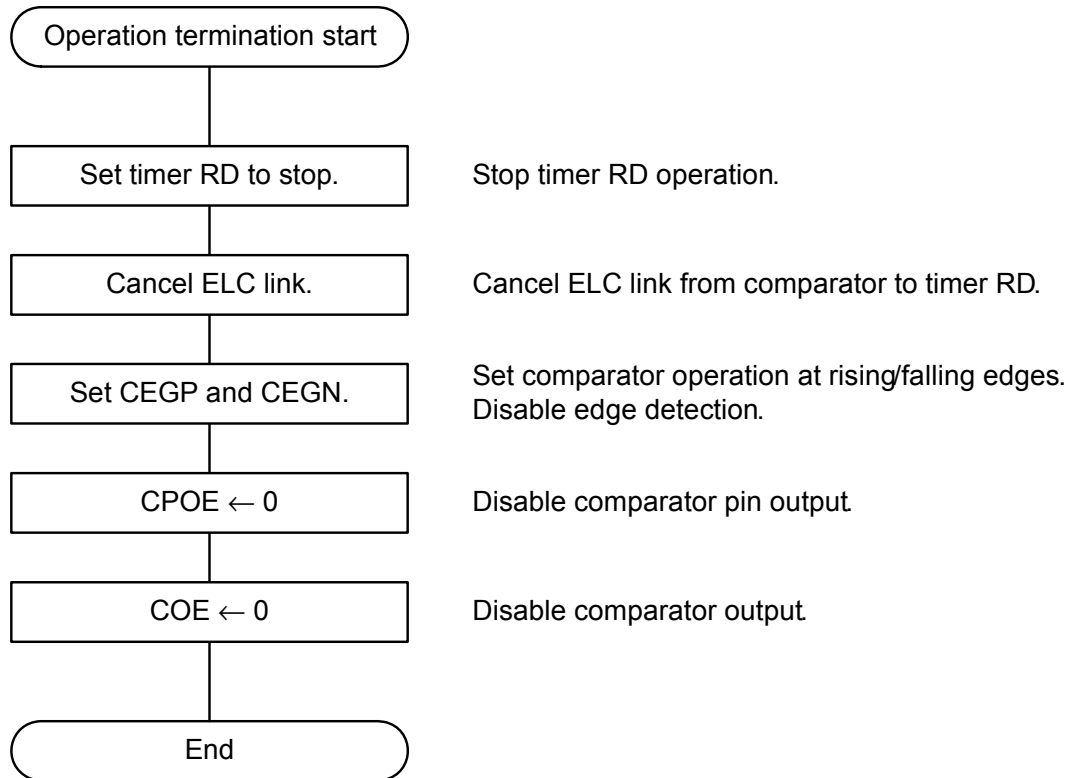 Operation termination start
Set timer RD to stop.
Stop timer RD operation.
Cancel ELC link.
Cancel ELC link from comparator to timer RD.
Set CEGP and CEGN.
Set comparator operation at rising/falling edges.
Disable edge detection.
CPOE ← 0
Disable comparator pin output.
COE ← 0
Disable comparator output.
End